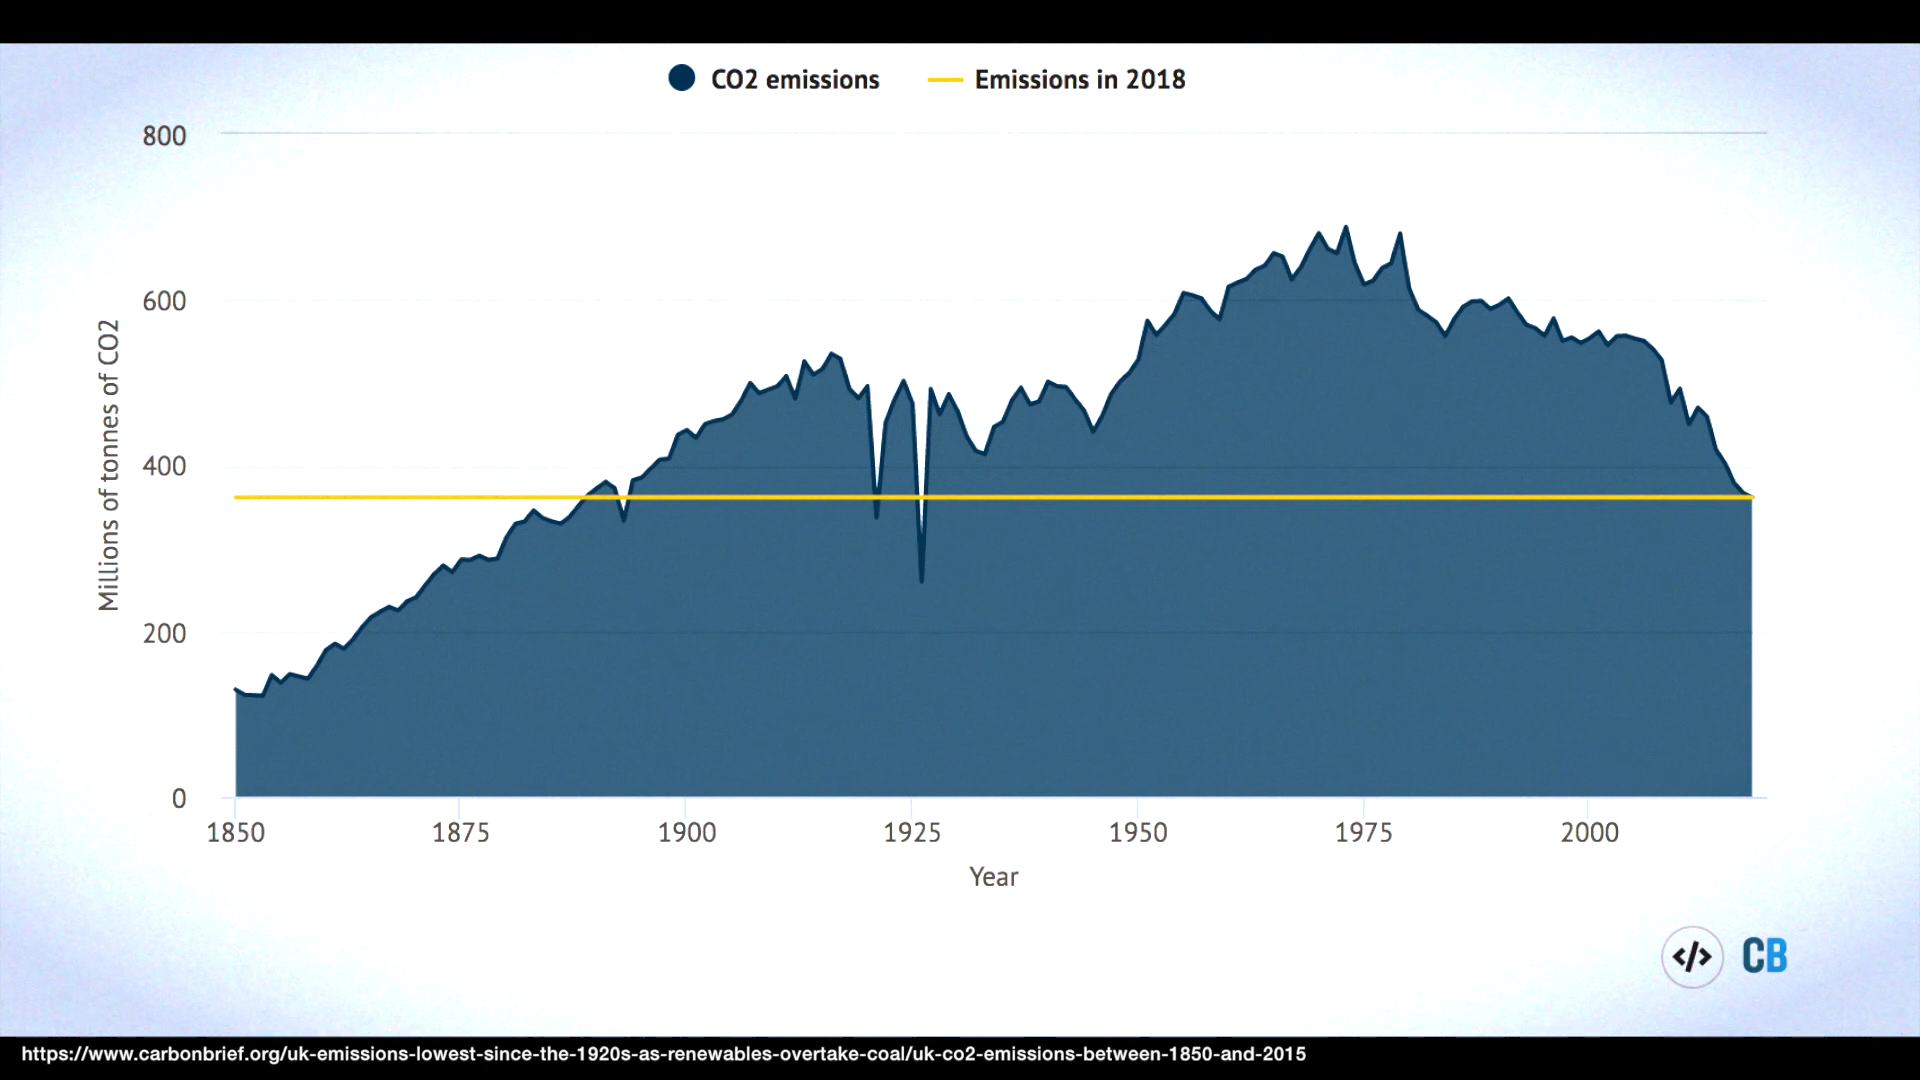 CO2 emissions
Emissions in 2018
800
600
400
200
0
Millions of tonnes of CO2
1850 1875 1900 1925 1950 1975 2000
Year
</> CB
https://www.carbonbrief.org/uk-emissions-lowest-since-the-1920s-as-renewables-overtake-coal/uk-co2-emissions-between-1850-and-2015